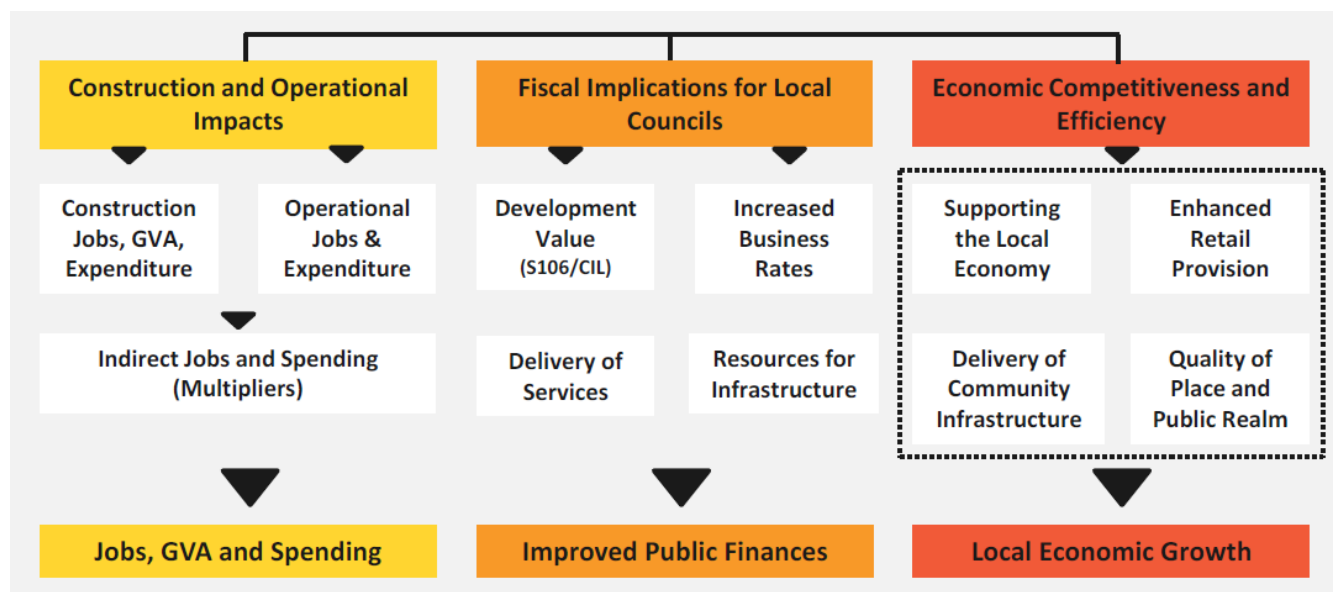 Construction and Operational
Impacts
Fiscal Implications for Local
Councils
Economic Competitiveness and
Efficiency
Construction
Jobs, GVA,
Expenditure
Operational
Jobs &
Expenditure
Development
Value
(S106/CIL)
Increased
Business
Rates
Supporting
the Local
Economy
Enhanced
Retail
Provision
Indirect Jobs and Spending
(Multipliers)
Delivery of
Services
Resources for
Infrastructure
Delivery of
Community
Infrastructure
Quality of
Place and
Public Realm
Jobs, GVA and Spending
Improved Public Finances
Local Economic Growth